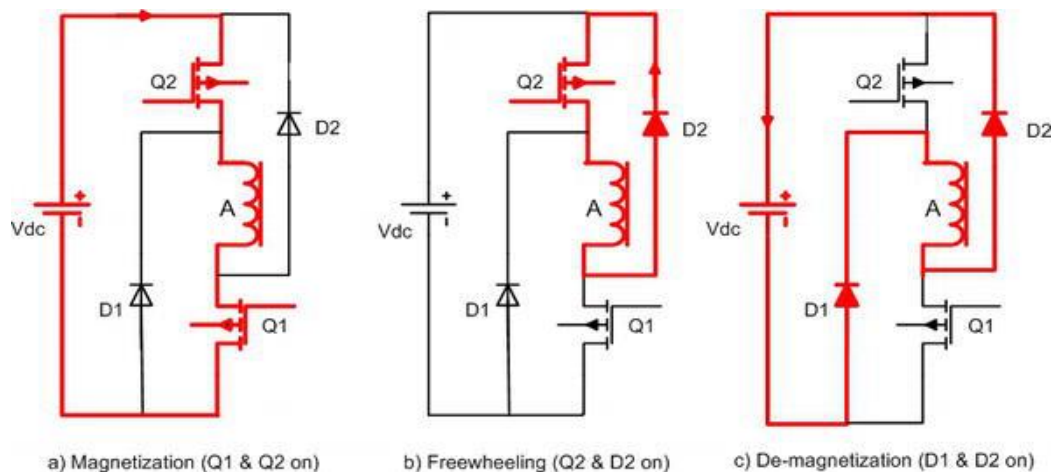 Q2
D2
A
+
-
Vdc
D1
Q1
a) Magnetization (Q1 & Q2 on)
Q2
D2
A
+
-
Vdc
D1
Q1
b) Freewheeling (Q2 & D2 on)
Q2
D2
A
+
-
Vdc
D1
Q1
c) De-magnetization (D1 & D2 on)